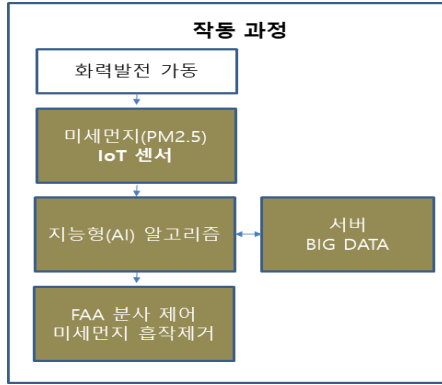 작동 과정
화력발전 가동
미세먼지(PM2.5)
IoT 센서
지능형(AI) 알고리즘
서버
BIG DATA
FAA 분사 제어
미세먼지 흡작제거